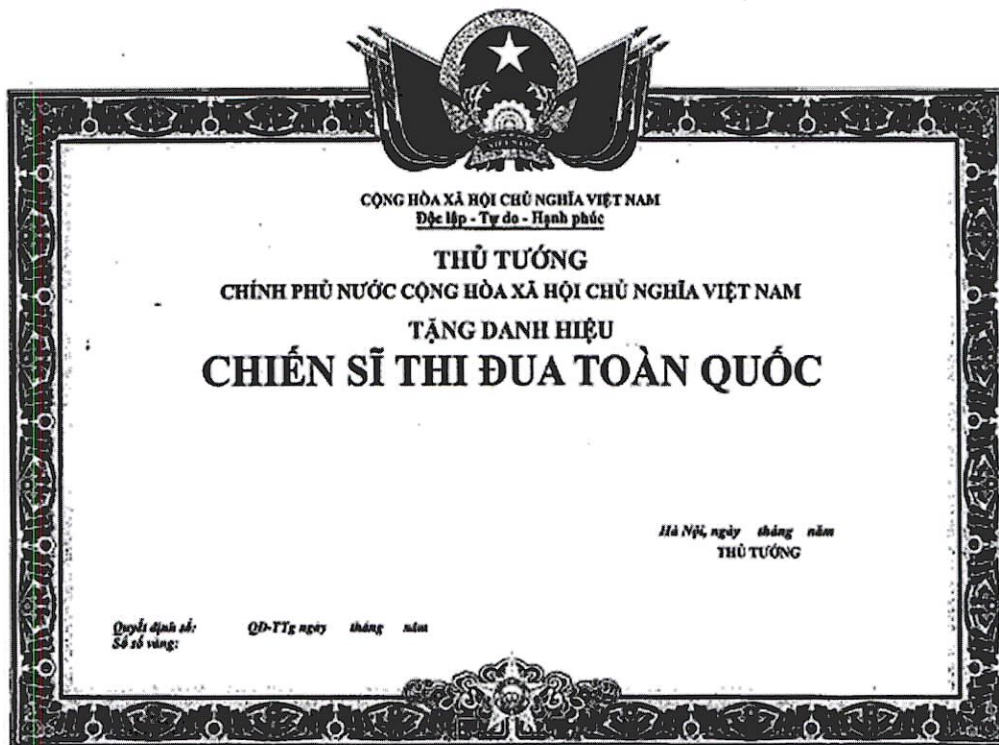 VIỆT NAM
CỘNG HÒA XÃ HỘI CHỦ NGHĨA VIỆT NAM
Độc lập - Tự do - Hạnh phúc
THỦ TƯỚNG
CHÍNH PHỦ NƯỚC CỘNG HÒA XÃ HỘI CHỦ NGHĨA VIỆT NAM
TẶNG DANH HIỆU
CHIẾN SĨ THI ĐUA TOÀN QUỐC
Hà Nội, ngày tháng năm
THỦ TƯỚNG
Quyết định số: QĐ-TTg ngày tháng năm
Số sổ vàng: